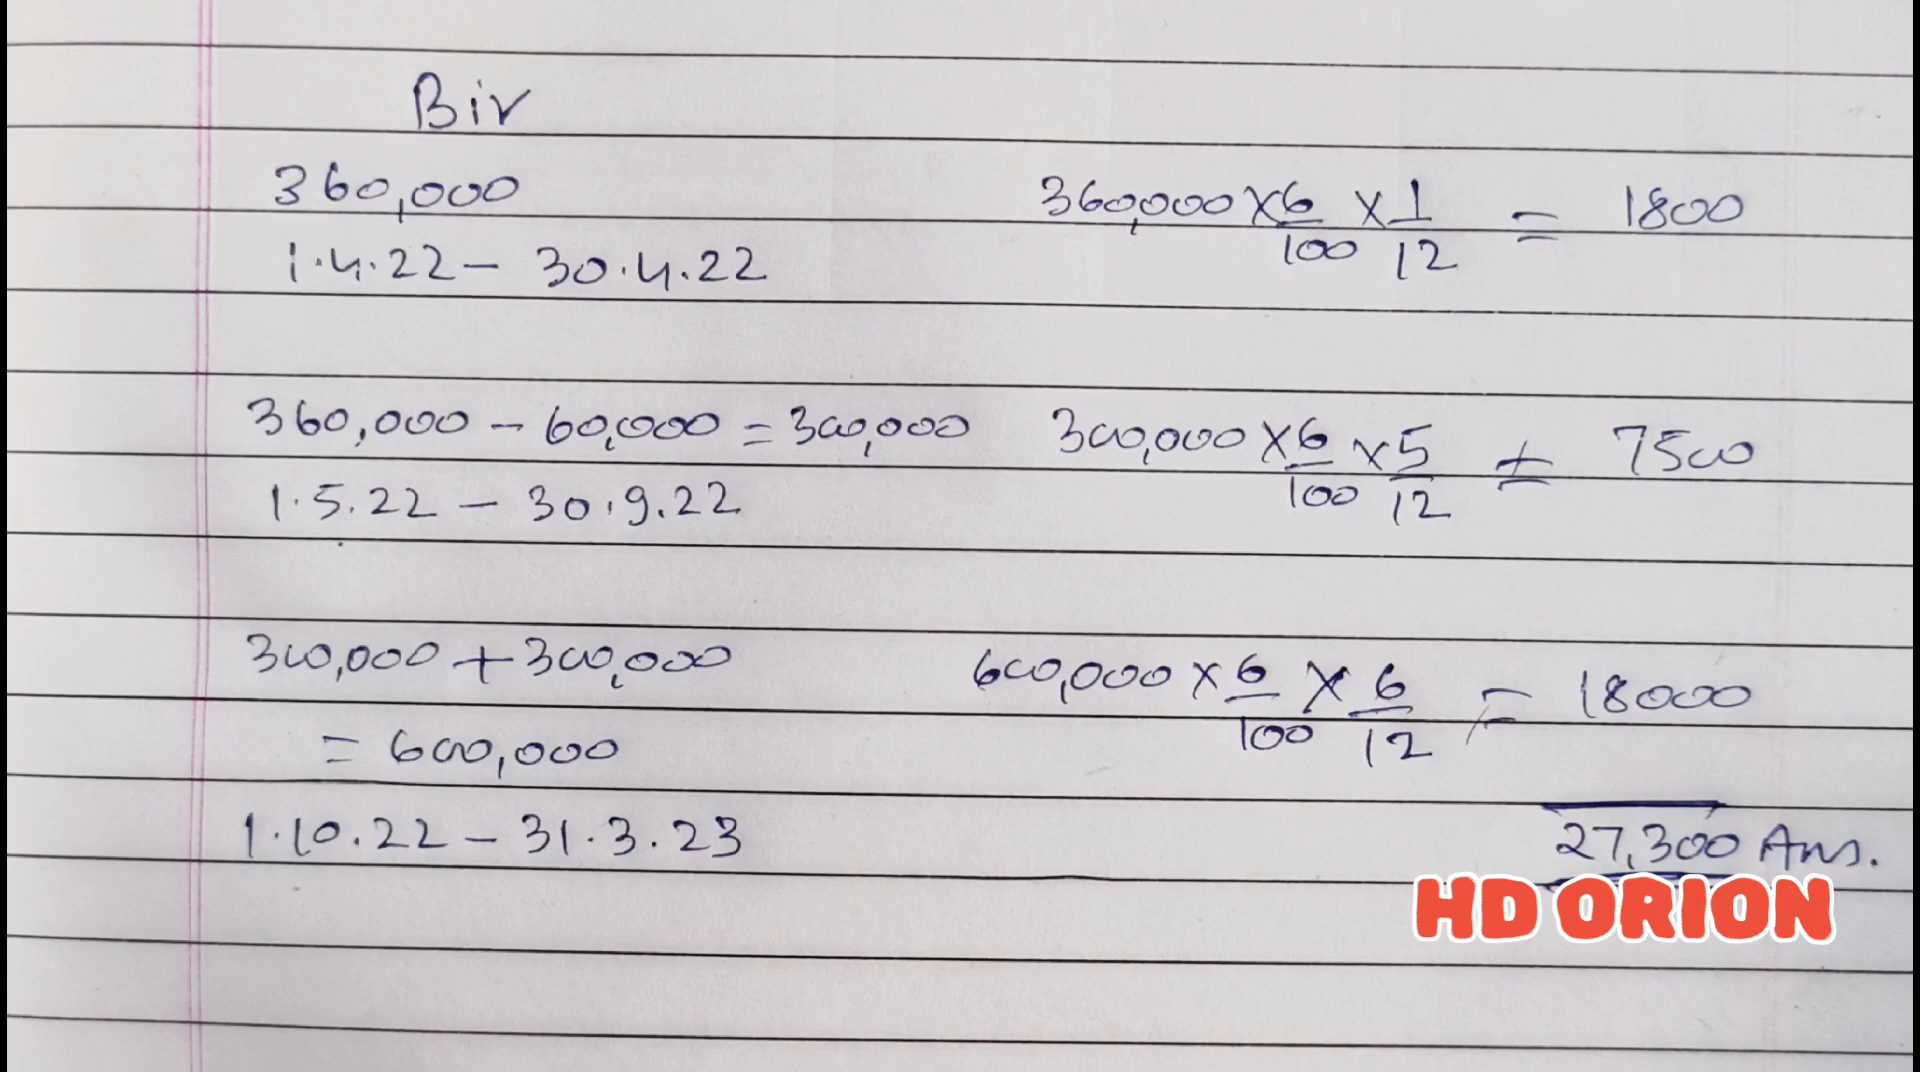 Bir
360,000
360,000 × 6/100 × 1/12 = 1800
1.4.22 - 30.4.22
360,000 - 60,000 = 300,000
300,000 × 6/100 × 5/12 = 7500
1.5.22 - 30.9.22
300,000 + 300,000
600,000 × 6/100 × 6/12 = 18000
= 600,000
1.10.22 - 31.3.23
27,300 Ans.
HD ORION